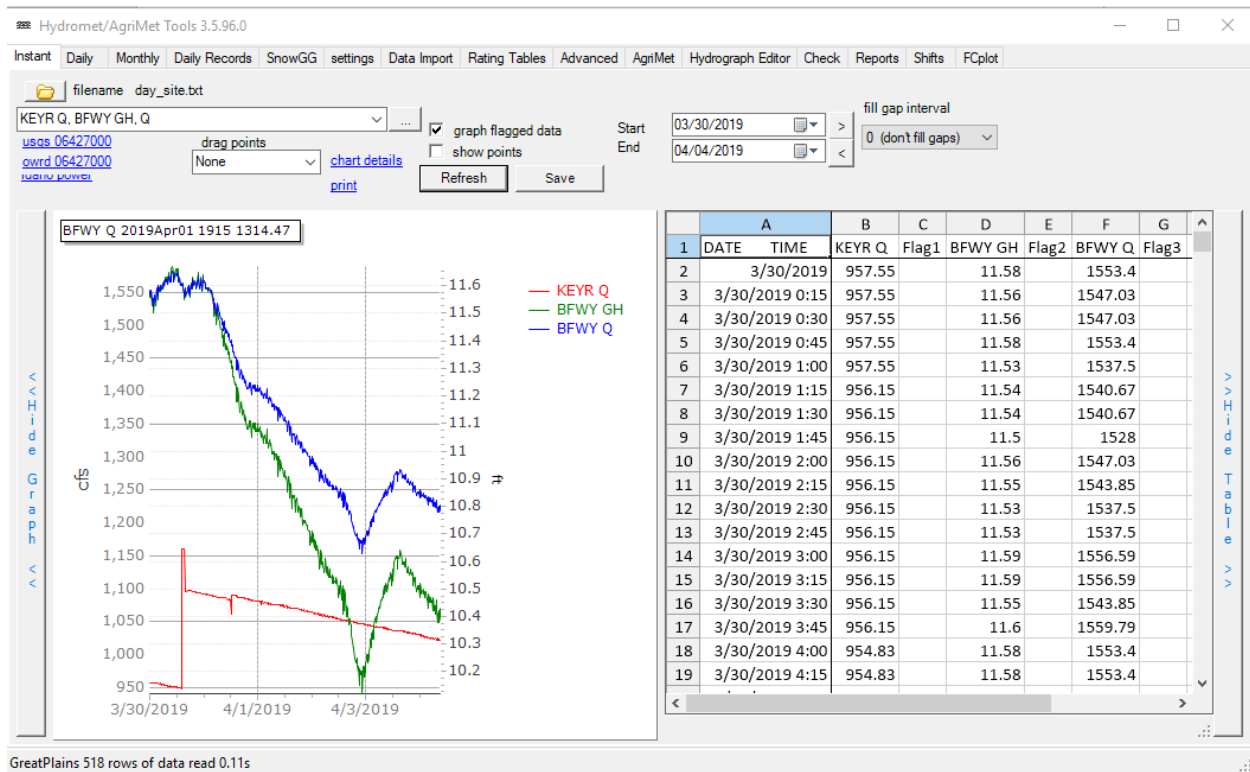 Hydromet/AgriMet Tools 3.5.96.0
Instant Daily Monthly Daily Records SnowGG settings Data Import Rating Tables Advanced AgriMet Hydrograph Editor Check Reports Shifts FCplot
filename day_site.txt
KEYR Q, BFWY GH, Q
...
usgs 06427000
owrd 06427000
idaho power
drag points
None
chart details
print
graph flagged data
show points
Refresh Save
Start 03/30/2019 >
End 04/04/2019 <
fill gap interval
0 (don't fill gaps)
<<Hide Graph <<
BFWY Q 2019Apr01 1915 1314.47
1,550
1,500
1,450
1,400
1,350
1,300
1,250
1,200
1,150
1,100
1,050
1,000
950
cfs
11.6
11.5
11.4
11.3
11.2
11.1
11
10.9
10.8
10.7
10.6
10.5
10.4
10.3
10.2
ft
3/30/2019 4/1/2019 4/3/2019
KEYR Q
BFWY GH
BFWY Q
A B C D E F G
1 DATE TIME KEYR Q Flag1 BFWY GH Flag2 BFWY Q Flag3
2 3/30/2019 957.55 11.58 1553.4
3 3/30/2019 0:15 957.55 11.56 1547.03
4 3/30/2019 0:30 957.55 11.56 1547.03
5 3/30/2019 0:45 957.55 11.58 1553.4
6 3/30/2019 1:00 957.55 11.53 1537.5
7 3/30/2019 1:15 956.15 11.54 1540.67
8 3/30/2019 1:30 956.15 11.54 1540.67
9 3/30/2019 1:45 956.15 11.5 1528
10 3/30/2019 2:00 956.15 11.56 1547.03
11 3/30/2019 2:15 956.15 11.55 1543.85
12 3/30/2019 2:30 956.15 11.53 1537.5
13 3/30/2019 2:45 956.15 11.53 1537.5
14 3/30/2019 3:00 956.15 11.59 1556.59
15 3/30/2019 3:15 956.15 11.59 1556.59
16 3/30/2019 3:30 956.15 11.55 1543.85
17 3/30/2019 3:45 956.15 11.6 1559.79
18 3/30/2019 4:00 954.83 11.58 1553.4
19 3/30/2019 4:15 954.83 11.58 1553.4
>>Hide Table >>
GreatPlains 518 rows of data read 0.11s